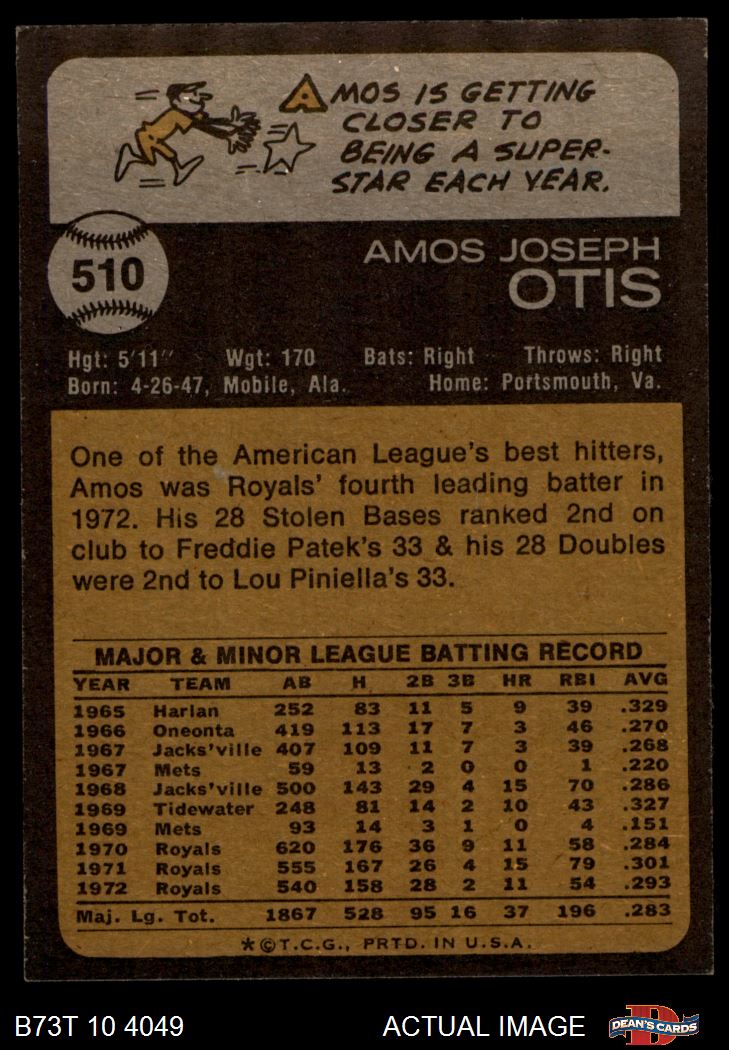 AMOS IS GETTING
CLOSER TO
BEING A SUPER-
STAR EACH YEAR.
510
AMOS JOSEPH
OTIS
Hgt: 5'11" Wgt: 170 Bats: Right Throws: Right
Born: 4-26-47, Mobile, Ala. Home: Portsmouth, Va.
One of the American League's best hitters,
Amos was Royals' fourth leading batter in
1972. His 28 Stolen Bases ranked 2nd on
club to Freddie Patek's 33 & his 28 Doubles
were 2nd to Lou Piniella's 33.
MAJOR & MINOR LEAGUE BATTING RECORD
YEAR TEAM AB H 2B 3B HR RBI AVG
1965 Harlan 252 83 11 5 9 39 .329
1966 Oneonta 419 113 17 7 3 46 .270
1967 Jacks'ville 407 109 11 7 3 39 .268
1967 Mets 59 13 2 0 0 1 .220
1968 Jacks'ville 500 143 29 4 15 70 .286
1969 Tidewater 248 81 14 2 10 43 .327
1969 Mets 93 14 3 1 0 4 .151
1970 Royals 620 176 36 9 11 58 .284
1971 Royals 555 167 26 4 15 79 .301
1972 Royals 540 158 28 2 11 54 .293
Maj. Lg. Tot. 1867 528 95 16 37 196 .283
*©T.C.G., PRTD. IN U.S.A.
B73T 10 4049 ACTUAL IMAGE DEAN'S CARDS